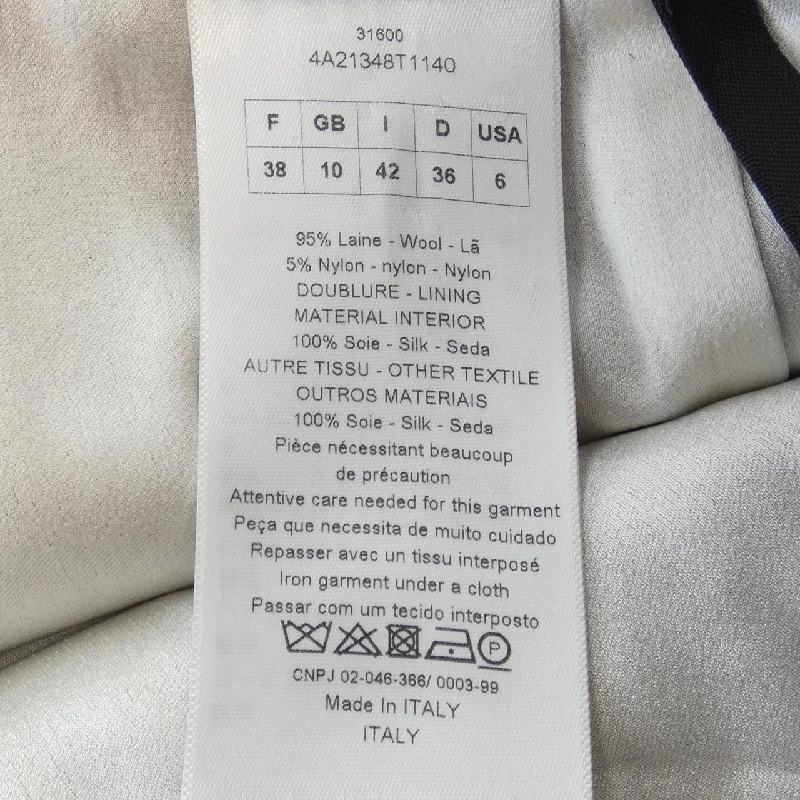 31600
4A21348T1140
F GB I D USA
38 10 42 36 6
95% Laine - Wool - Lã
5% Nylon - nylon - Nylon
DOUBLURE - LINING
MATERIAL INTERIOR
100% Soie - Silk - Seda
AUTRE TISSU - OTHER TEXTILE
OUTROS MATERIAIS
100% Soie - Silk - Seda
Pièce nécessitant beaucoup
de précaution
Attentive care needed for this garment
Peça que necessita de muito cuidado
Repasser avec un tissu interposé
Iron garment under a cloth
Passar com um tecido interposto
P
CNPJ 02-046-366/ 0003-99
Made In ITALY
ITALY